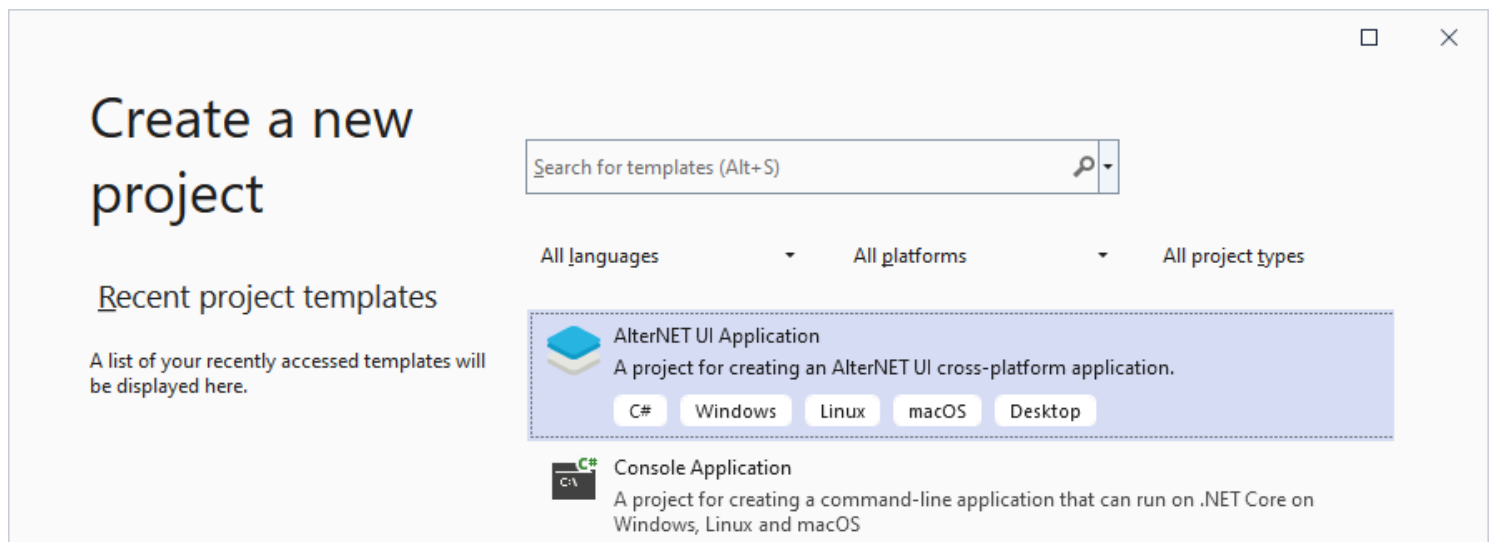 Create a new
project
Search for templates (Alt+S)
All languages
All platforms
All project types
Recent project templates
A list of your recently accessed templates will
be displayed here.
AlterNET UI Application
A project for creating an AlterNET UI cross-platform application.
C# Windows Linux macOS Desktop
C#
C:\
Console Application
A project for creating a command-line application that can run on .NET Core on
Windows, Linux and macOS